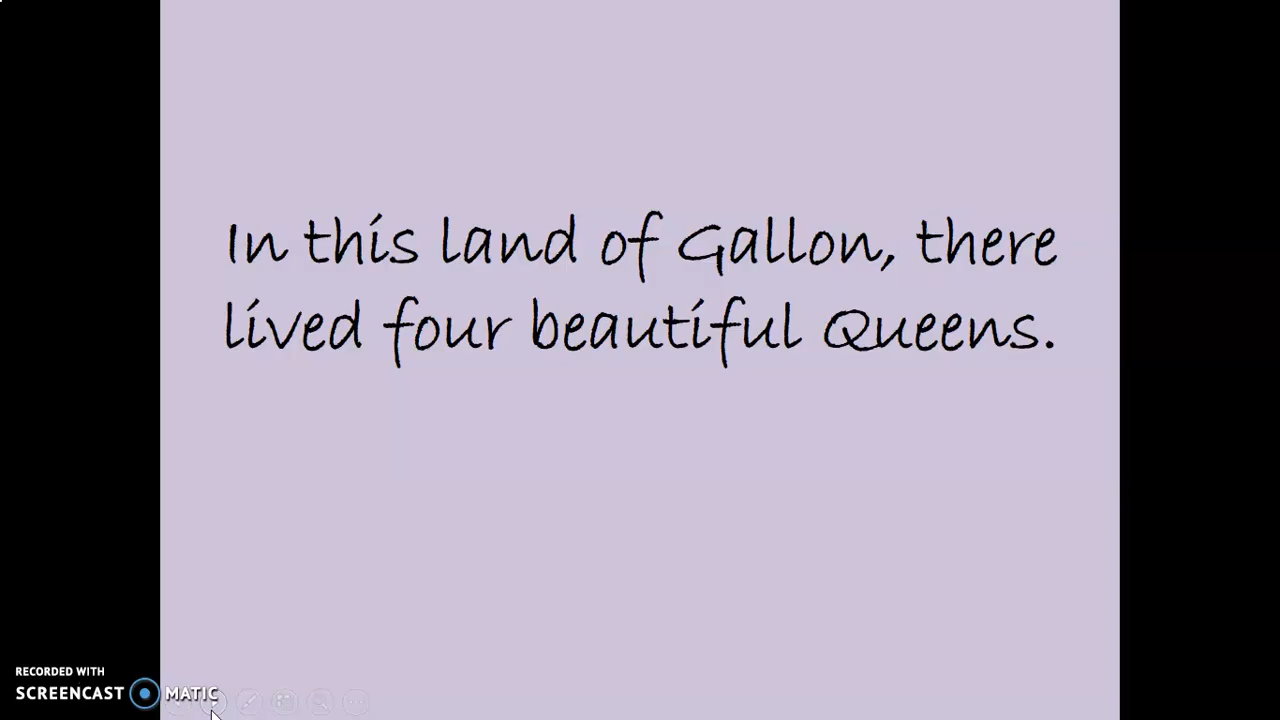 In this land of Gallon, there
lived four beautiful Queens.
RECORDED WITH
SCREENCAST MATIC